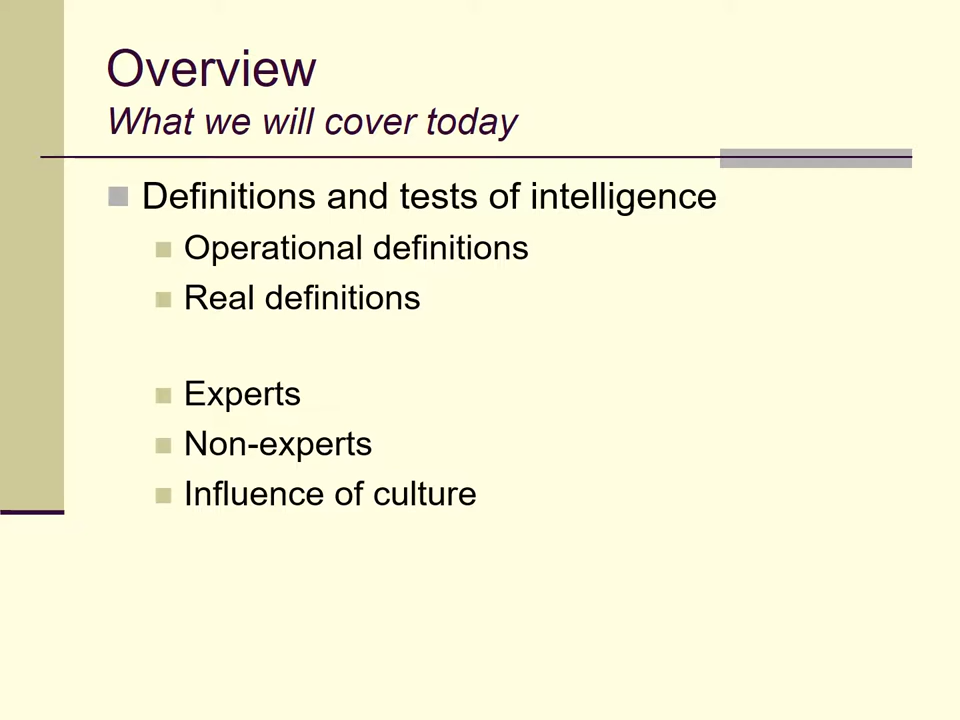 Overview
What we will cover today
Definitions and tests of intelligence
Operational definitions
Real definitions
Experts
Non-experts
Influence of culture